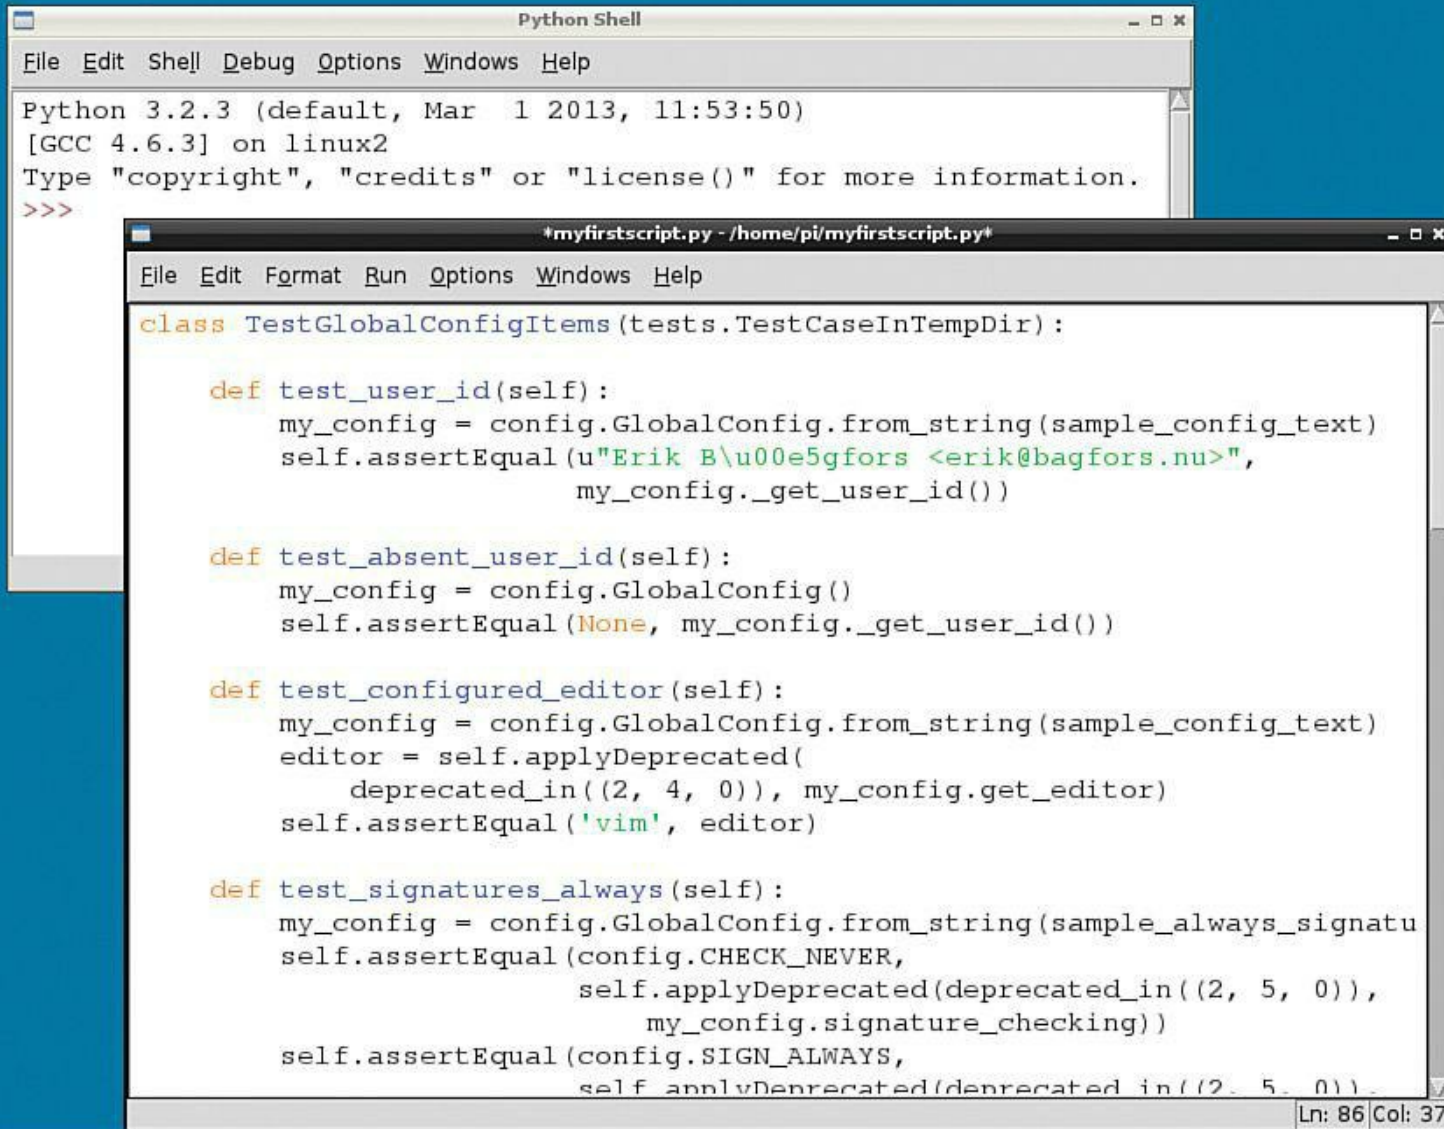 Python Shell
File Edit Shell Debug Options Windows Help
Python 3.2.3 (default, Mar  1 2013, 11:53:50)
[GCC 4.6.3] on linux2
Type "copyright", "credits" or "license()" for more information.
>>>
*myfirstscript.py - /home/pi/myfirstscript.py*
File Edit Format Run Options Windows Help
class TestGlobalConfigItems(tests.TestCaseInTempDir):
    def test_user_id(self):
        my_config = config.GlobalConfig.from_string(sample_config_text)
        self.assertEqual(u"Erik B\u00e5gfors <erik@bagfors.nu>",
                         my_config._get_user_id())
    def test_absent_user_id(self):
        my_config = config.GlobalConfig()
        self.assertEqual(None, my_config._get_user_id())
    def test_configured_editor(self):
        my_config = config.GlobalConfig.from_string(sample_config_text)
        editor = self.applyDeprecated(
            deprecated_in((2, 4, 0)), my_config.get_editor)
        self.assertEqual('vim', editor)
    def test_signatures_always(self):
        my_config = config.GlobalConfig.from_string(sample_always_signatu
        self.assertEqual(config.CHECK_NEVER,
                         self.applyDeprecated(deprecated_in((2, 5, 0)),
                             my_config.signature_checking))
        self.assertEqual(config.SIGN_ALWAYS,
                         self.applyDeprecated(deprecated_in((2, 5, 0)),
Ln: 86 Col: 37